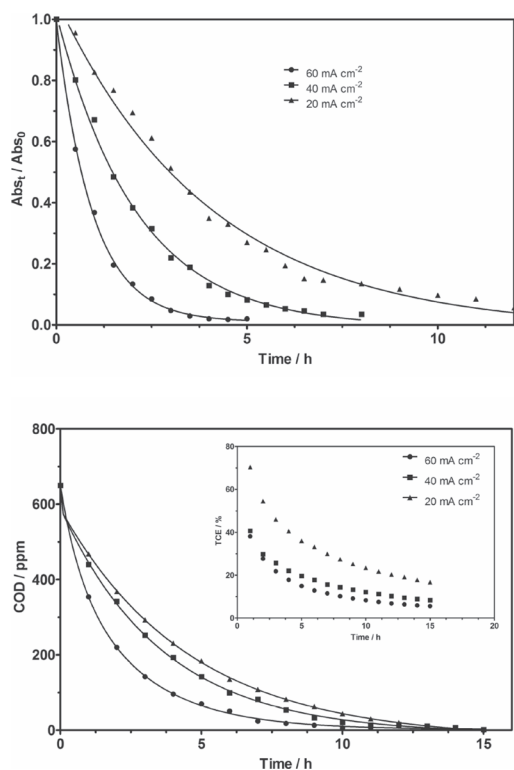 1.0
0.8
0.6
0.4
0.2
0.0
Abs_t / Abs_0
60 mA cm⁻²
40 mA cm⁻²
20 mA cm⁻²
0 5 10
Time / h
800
600
400
200
0
COD / ppm
80
60
40
20
0
TCE / %
60 mA cm⁻²
40 mA cm⁻²
20 mA cm⁻²
0 5 10 15 20
Time / h
0 5 10 15
Time / h